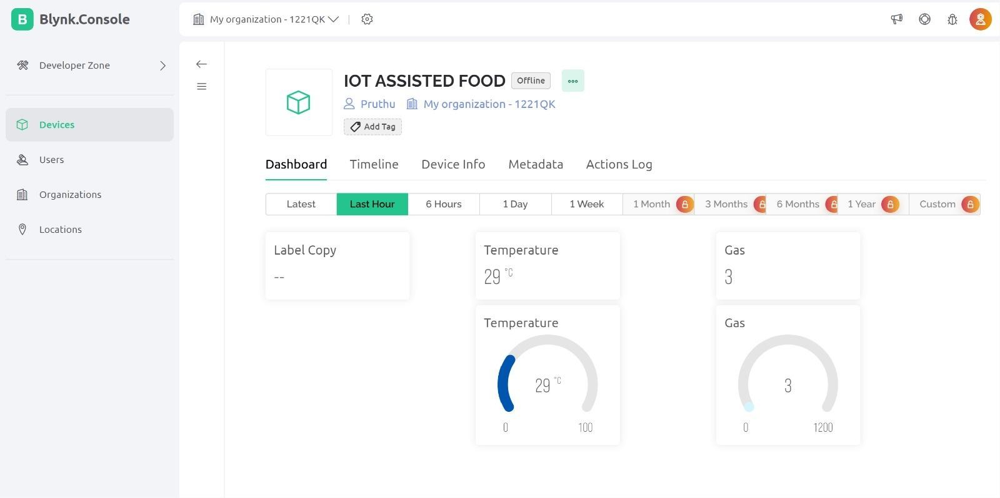 B Blynk.Console
My organization - 1221QK
Developer Zone
Devices
Users
Organizations
Locations
IOT ASSISTED FOOD Offline
Pruthu My organization - 1221QK
Add Tag
Dashboard Timeline Device Info Metadata Actions Log
Latest Last Hour 6 Hours 1 Day 1 Week 1 Month 3 Months 6 Months 1 Year Custom
Label Copy
--
Temperature
29 °C
Gas
3
Temperature
29 °C
0 100
Gas
3
0 1200